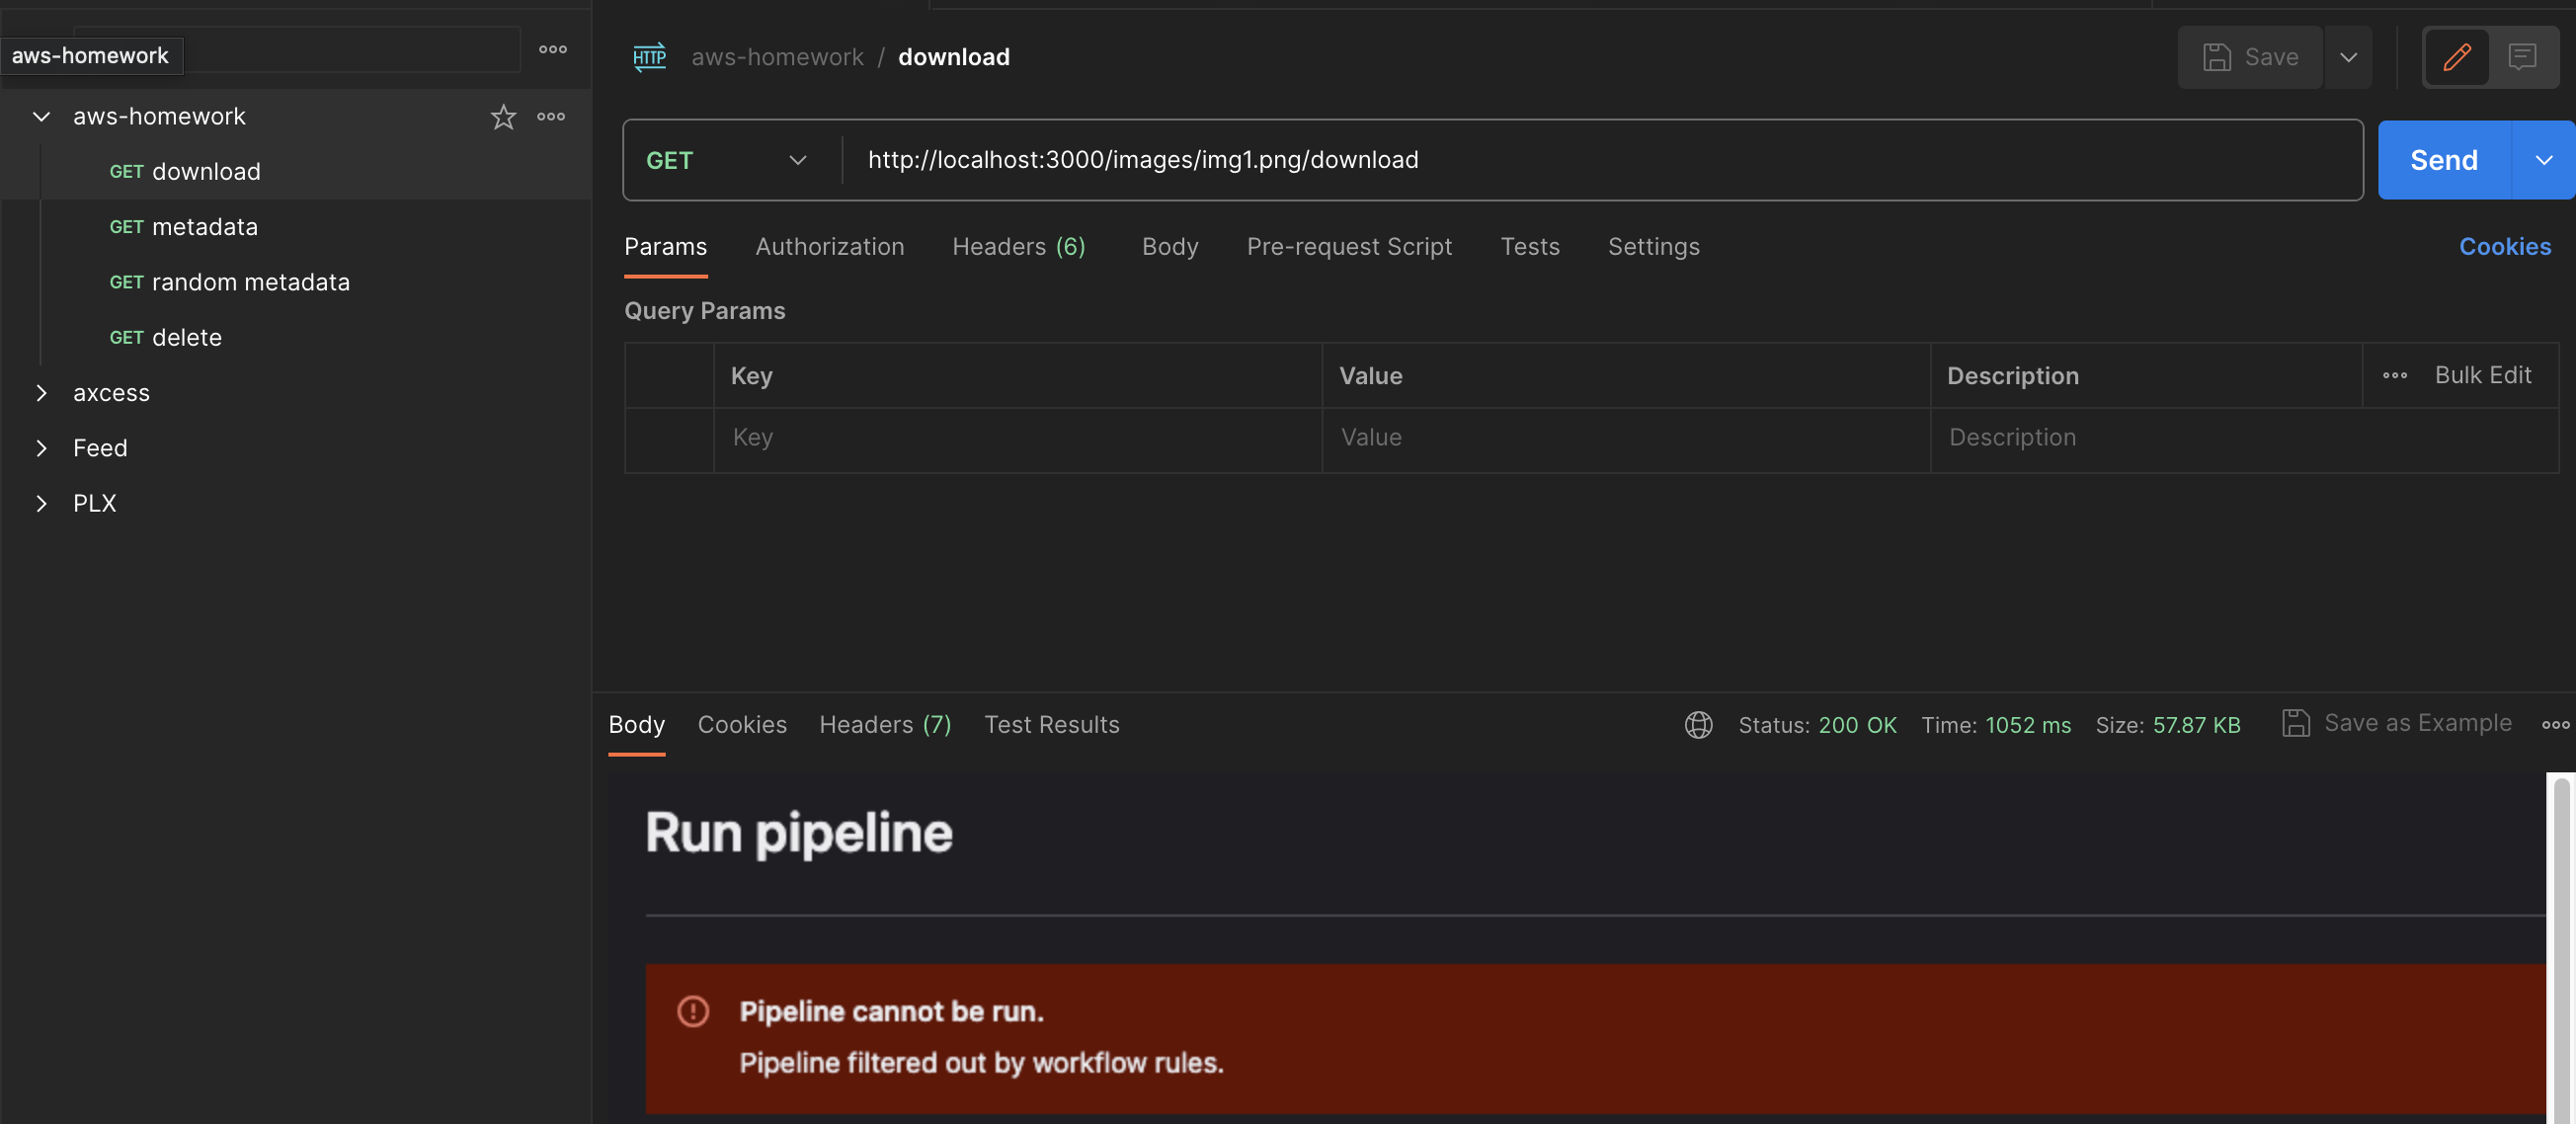 aws-homework
aws-homework
GET download
GET metadata
GET random metadata
GET delete
axcess
Feed
PLX
HTTP aws-homework / download
Save
GET http://localhost:3000/images/img1.png/download Send
Params Authorization Headers (6) Body Pre-request Script Tests Settings Cookies
Query Params
Key Value Description Bulk Edit
Key Value Description
Body Cookies Headers (7) Test Results Status: 200 OK Time: 1052 ms Size: 57.87 KB Save as Example
Run pipeline
Pipeline cannot be run.
Pipeline filtered out by workflow rules.